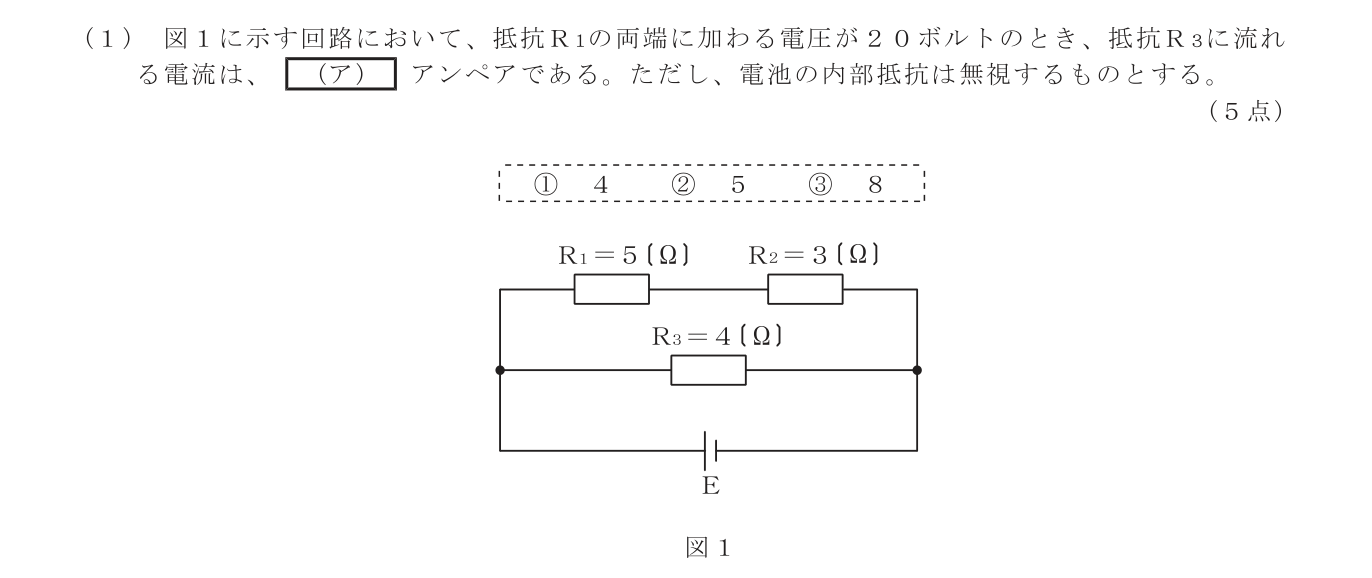 (1) 図1に示す回路において、抵抗R1の両端に加わる電圧が20ボルトのとき、抵抗R3に流れ
る電流は、 (ア) アンペアである。ただし、電池の内部抵抗は無視するものとする。
(5点)
① 4 ② 5 ③ 8
R1=5〔Ω〕 R2=3〔Ω〕
R3=4〔Ω〕
E
図1